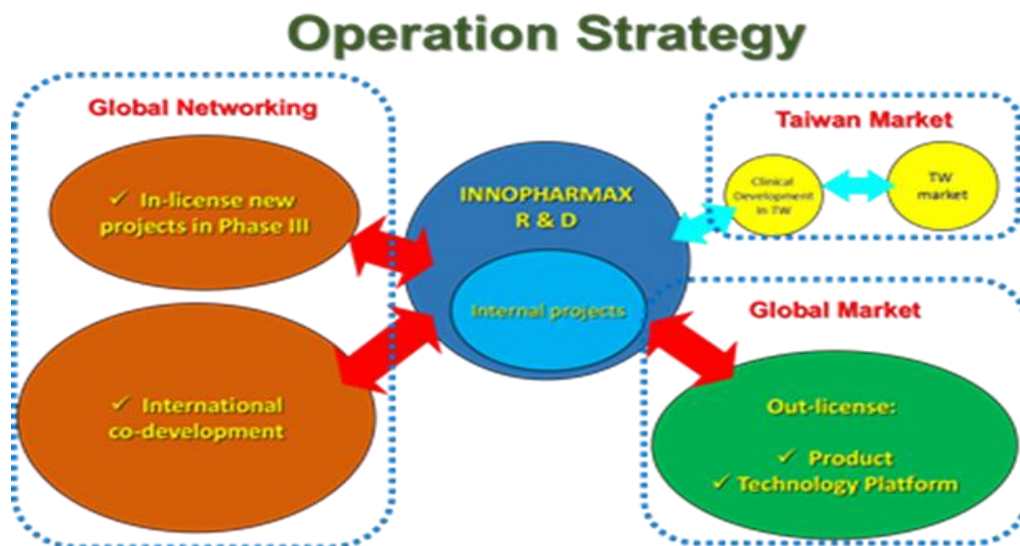 Operation Strategy
Global Networking
✓ In-license new
projects in Phase III
✓ International
co-development
INNOPHARMAX
R & D
Internal projects
Taiwan Market
Clinical
Development
in TW
TW
market
Global Market
Out-license:
✓ Product
✓ Technology Platform